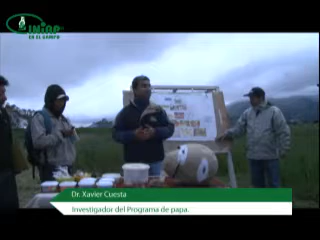 INIAP
EN EL CAMPO
Dr. Xavier Cuesta
Investigador del Programa de papa.